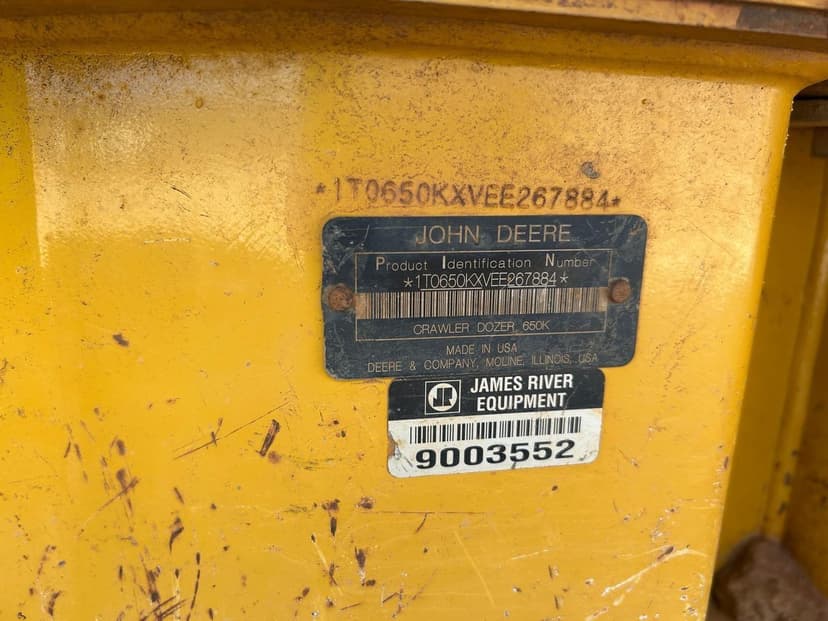 *1T0650KXVEE267884*
JOHN DEERE
Product Identification Number
*1T0650KXVEE267884*
CRAWLER DOZER, 650K
MADE IN USA
DEERE & COMPANY, MOLINE, ILLINOIS, USA
JAMES RIVER
EQUIPMENT
9003552